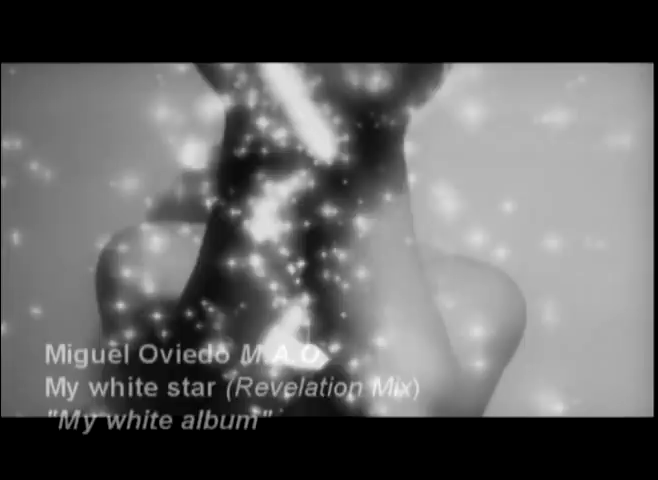 Miguel Oviedo M.A.O.
My white star (Revelation Mix)
"My white album"